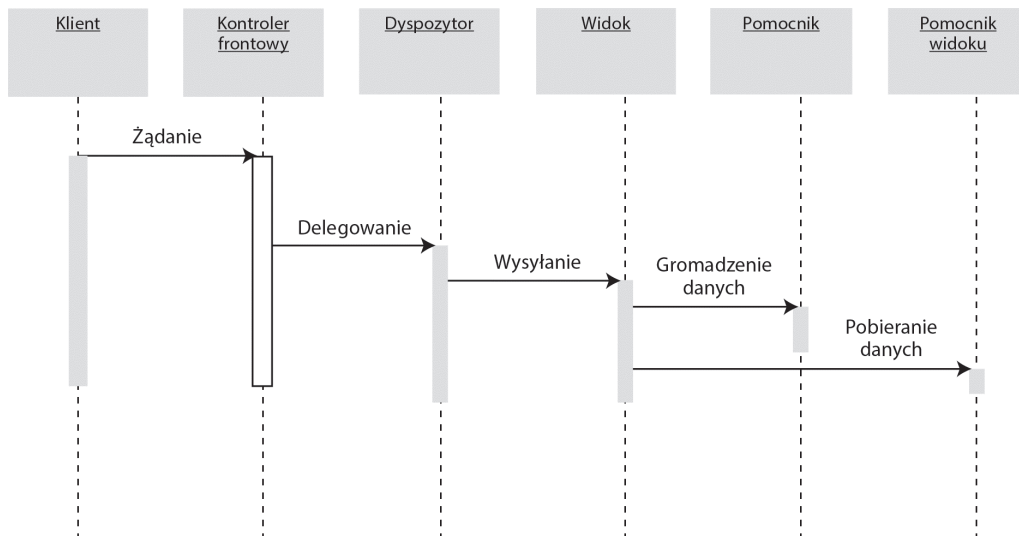 Klient
Kontroler
frontowy
Dyspozytor
Widok
Pomocnik
Pomocnik
widoku
Żądanie
Delegowanie
Wysyłanie
Gromadzenie
danych
Pobieranie
danych